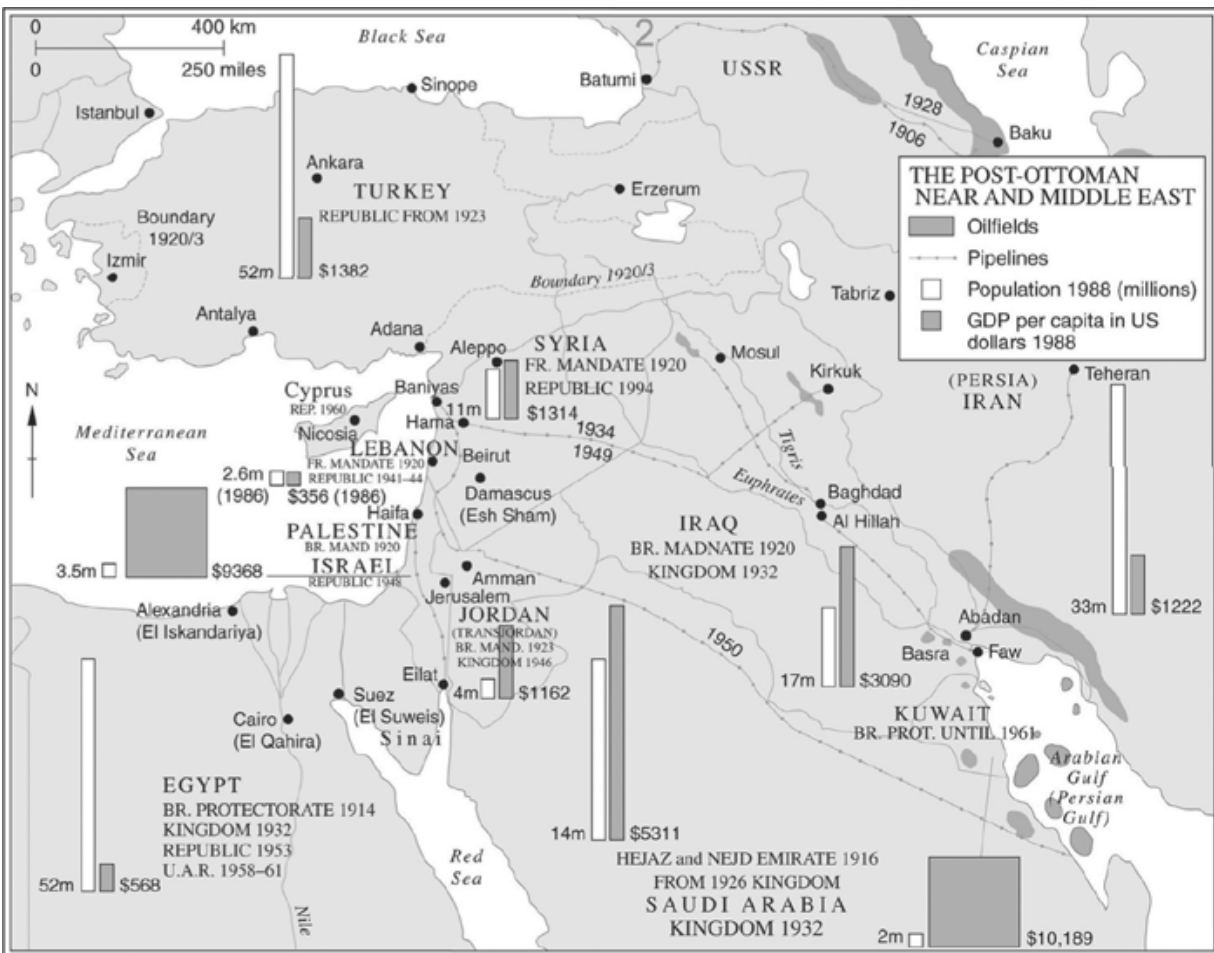 0 400 km
0 250 miles
Black Sea
2
USSR
Caspian
Sea
Sinope
Batumi
Istanbul
1928
1906
Baku
THE POST-OTTOMAN
NEAR AND MIDDLE EAST
Oilfields
Pipelines
Population 1988 (millions)
GDP per capita in US
dollars 1988
Ankara
TURKEY
REPUBLIC FROM 1923
Erzerum
Boundary
1920/3
Izmir
52m
$1382
Boundary 1920/3
Tabriz
Antalya
Adana
Aleppo
SYRIA
FR. MANDATE 1920
REPUBLIC 1994
11m
$1314
Mosul
Kirkuk
(PERSIA)
IRAN
Teheran
33m
$1222
N
Cyprus
REP. 1960
Nicosia
Baniyas
Hama
1934
1949
Tigris
Euphrates
Mediterranean
Sea
LEBANON
FR. MANDATE 1920
REPUBLIC 1941–44
2.6m
(1986)
$356 (1986)
Beirut
Damascus
(Esh Sham)
Baghdad
Al Hillah
Haifa
PALESTINE
BR. MAND 1920
ISRAEL
REPUBLIC 1948
3.5m
$9368
IRAQ
BR. MADNATE 1920
KINGDOM 1932
17m
$3090
Amman
Jerusalem
JORDAN
(TRANSJORDAN)
BR. MAND. 1923
KINGDOM 1946
4m
$1162
1950
Abadan
Basra
Faw
Alexandria
(El Iskandariya)
Eilat
Suez
(El Suweis)
Sinai
Cairo
(El Qahira)
KUWAIT
BR. PROT. UNTIL 1961
Arabian
Gulf
(Persian
Gulf)
EGYPT
BR. PROTECTORATE 1914
KINGDOM 1932
REPUBLIC 1953
U.A.R. 1958–61
52m
$568
Nile
Red
Sea
14m
$5311
HEJAZ and NEJD EMIRATE 1916
FROM 1926 KINGDOM
SAUDI ARABIA
KINGDOM 1932
2m
$10,189